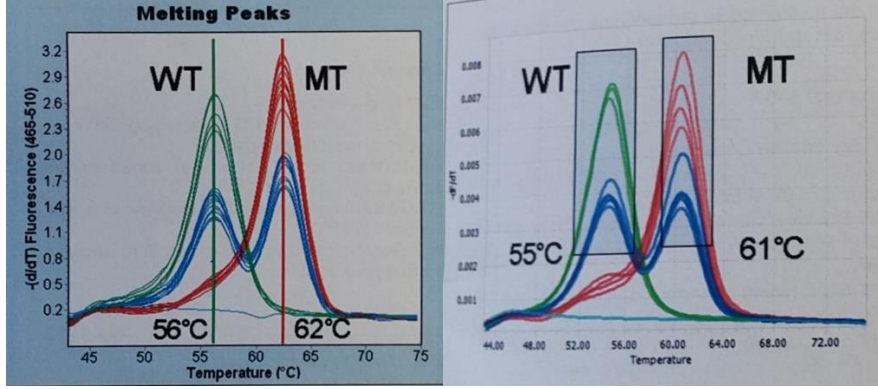 Melting Peaks
-(d/dT) Fluorescence (465-510)
3.2
2.9
2.6
2.3
2.0
1.7
1.4
1.1
0.8
0.5
0.2
WT MT
56°C 62°C
45 50 55 60 65 70 75
Temperature (°C)
-dF/dT
0.008
0.007
0.006
0.005
0.004
0.003
0.002
0.001
WT MT
55°C 61°C
44.00 48.00 52.00 56.00 60.00 64.00 68.00 72.00
Temperature